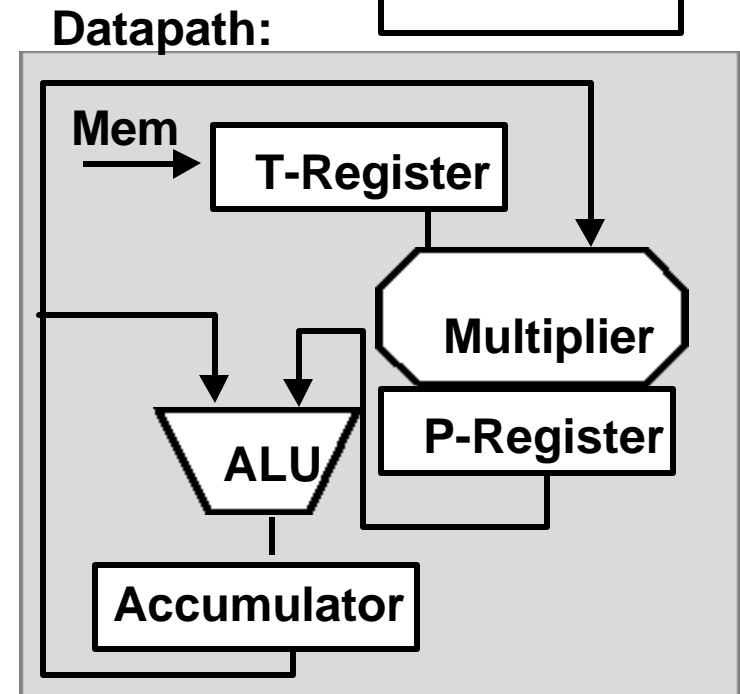 Datapath:
Mem
T-Register
Multiplier
P-Register
ALU
Accumulator